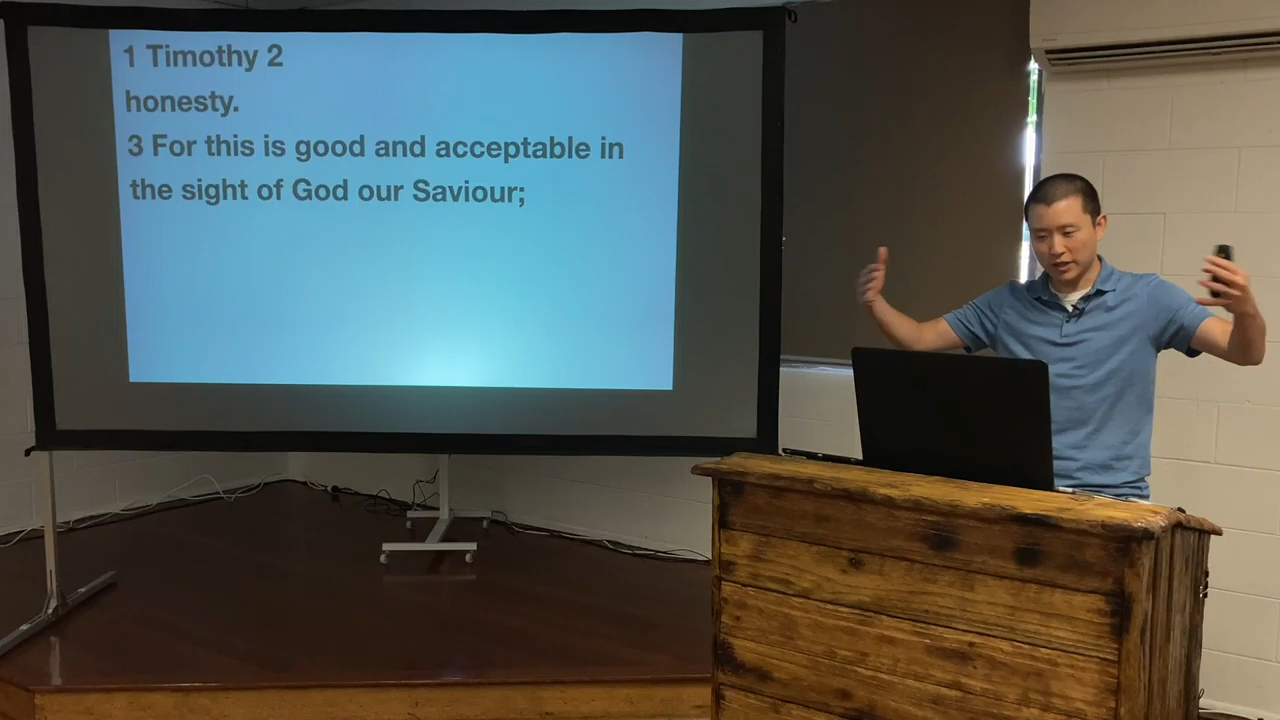 1 Timothy 2
honesty.
3 For this is good and acceptable in
the sight of God our Saviour;